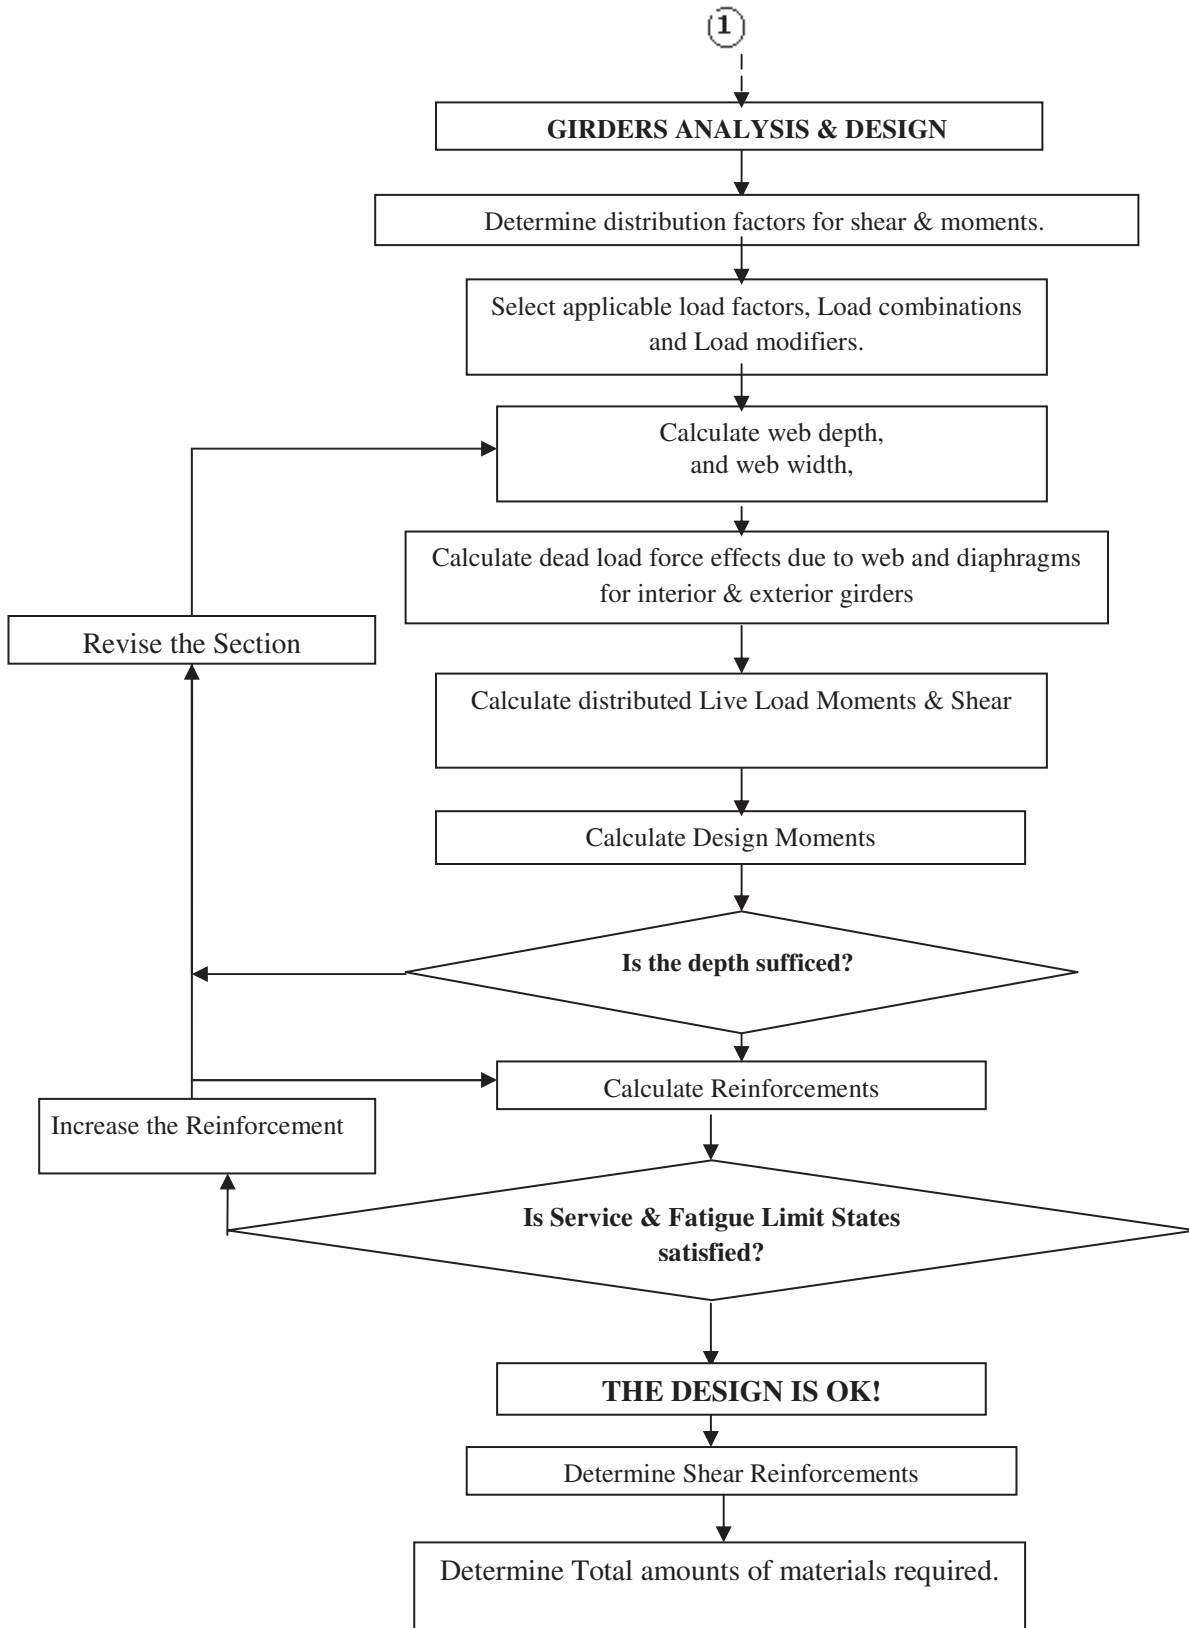 1
GIRDERS ANALYSIS & DESIGN
Determine distribution factors for shear & moments.
Select applicable load factors, Load combinations
and Load modifiers.
Calculate web depth,
and web width,
Calculate dead load force effects due to web and diaphragms
for interior & exterior girders
Revise the Section
Calculate distributed Live Load Moments & Shear
Calculate Design Moments
Is the depth sufficed?
Calculate Reinforcements
Increase the Reinforcement
Is Service & Fatigue Limit States
satisfied?
THE DESIGN IS OK!
Determine Shear Reinforcements
Determine Total amounts of materials required.